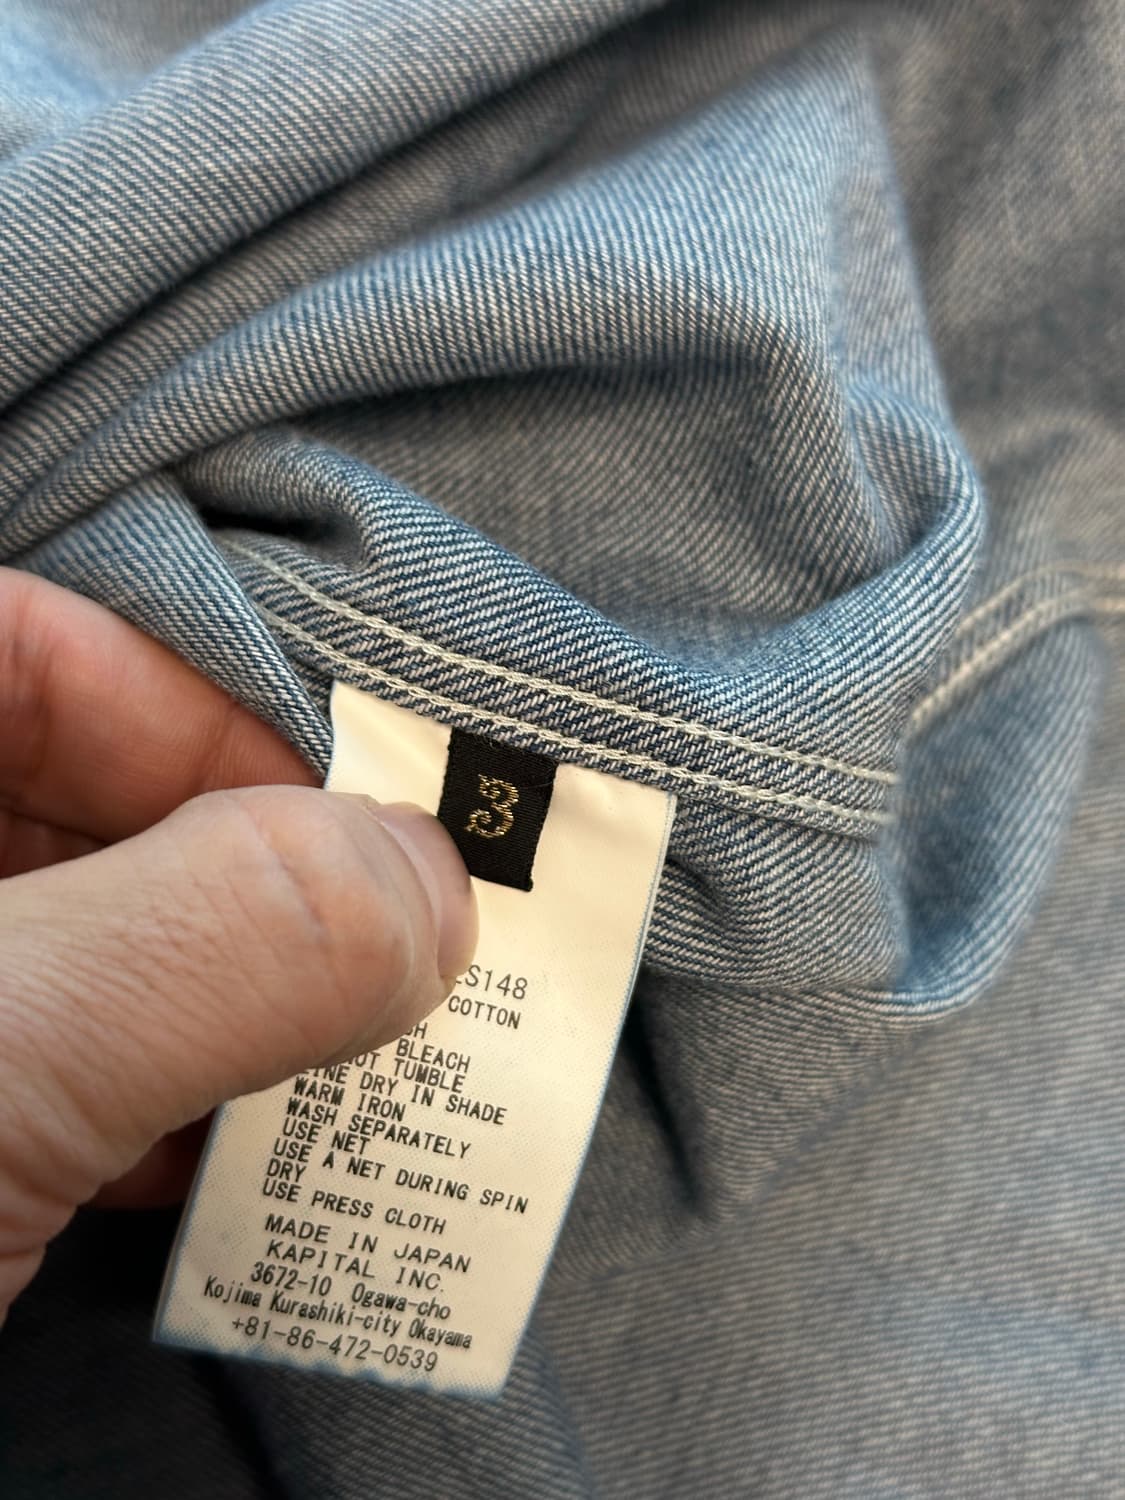 3
LS148
COTTON
BLEACH
NOT TUMBLE
LINE DRY IN SHADE
WARM IRON
WASH SEPARATELY
USE NET
USE A NET DURING SPIN
DRY
USE PRESS CLOTH
MADE IN JAPAN
KAPITAL INC.
3672-10 Ogawa-cho
Kojima Kurashiki-city Okayama
+81-86-472-0539